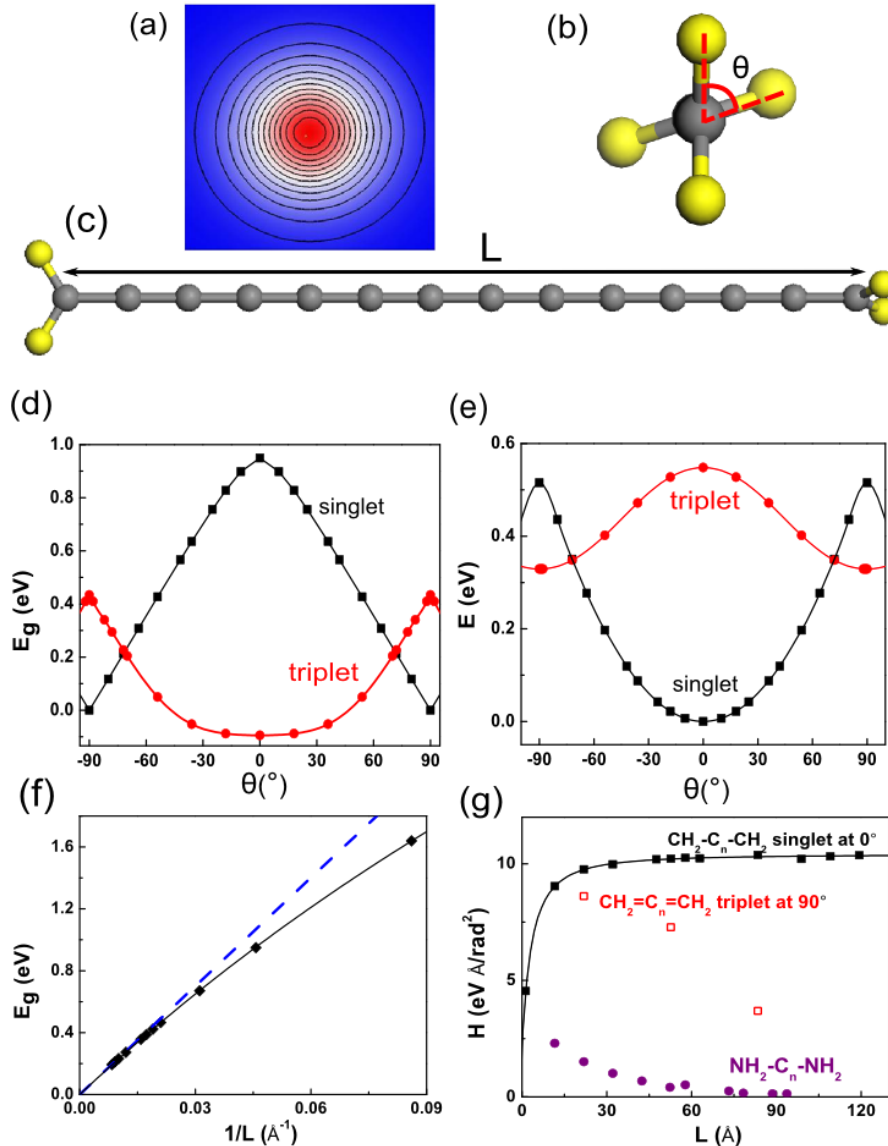 (a)
(b)
θ
(c)
L
(d)
1.0
0.8
0.6
0.4
0.2
0.0
E_g (eV)
singlet
triplet
-90 -60 -30 0 30 60 90
θ(°)
(e)
0.6
0.4
0.2
0.0
E (eV)
triplet
singlet
-90 -60 -30 0 30 60 90
θ(°)
(f)
1.6
1.2
0.8
0.4
0.0
E_g (eV)
0.00 0.03 0.06 0.09
1/L (Å⁻¹)
(g)
10
5
0
H (eV Å/rad²)
CH₂-Cₙ-CH₂ singlet at 0°
CH₂=Cₙ=CH₂ triplet at 90°
NH₂-Cₙ-NH₂
0 30 60 90 120
L (Å)